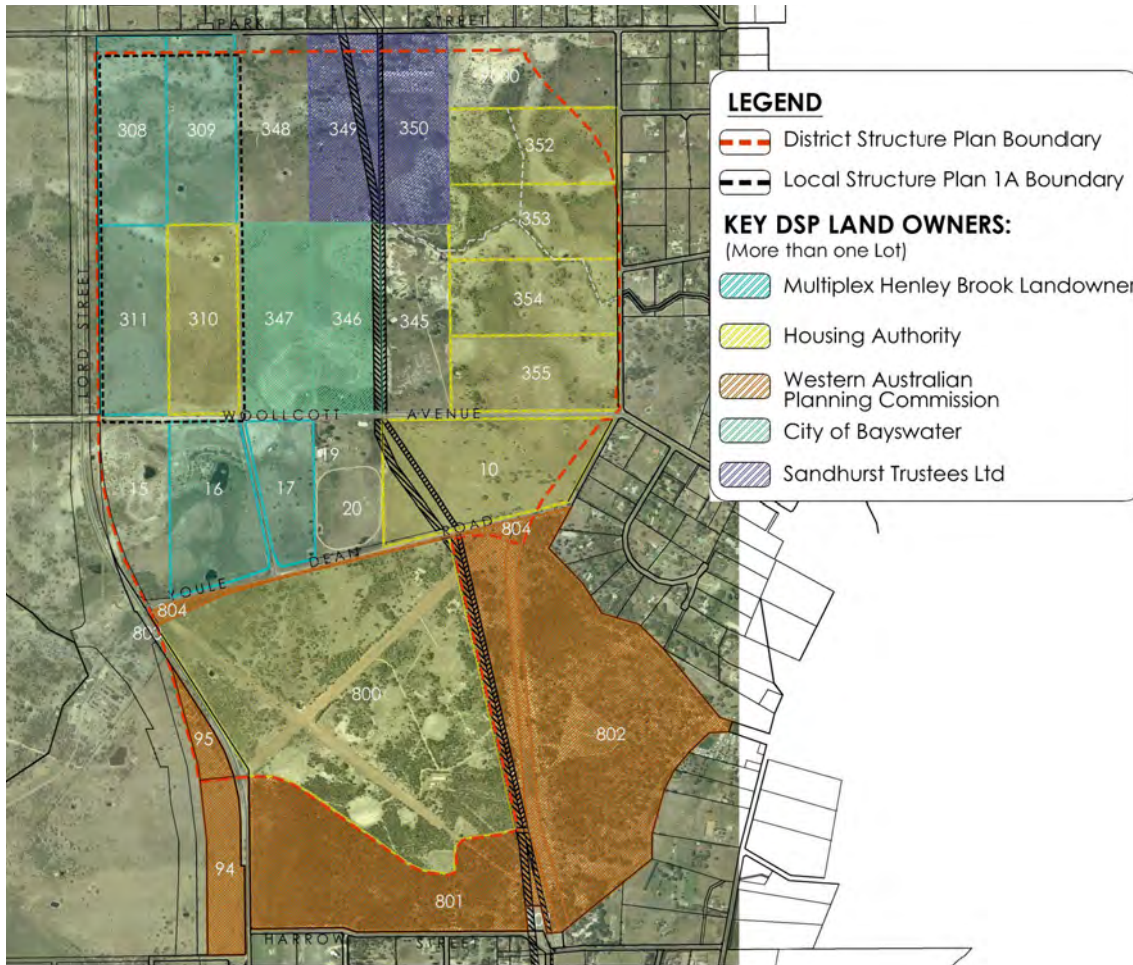 PARK STREET
9000
308
309
348
349
350
352
353
311
310
347
346
345
354
355
LORD STREET
WOOLLCOTT AVENUE
15
16
17
19
20
10
YOULE DEAN ROAD
804
804
800
95
802
94
801
HARROW STREET
LEGEND
District Structure Plan Boundary
Local Structure Plan 1A Boundary
KEY DSP LAND OWNERS:
(More than one Lot)
Multiplex Henley Brook Landowner
Housing Authority
Western Australian
Planning Commission
City of Bayswater
Sandhurst Trustees Ltd